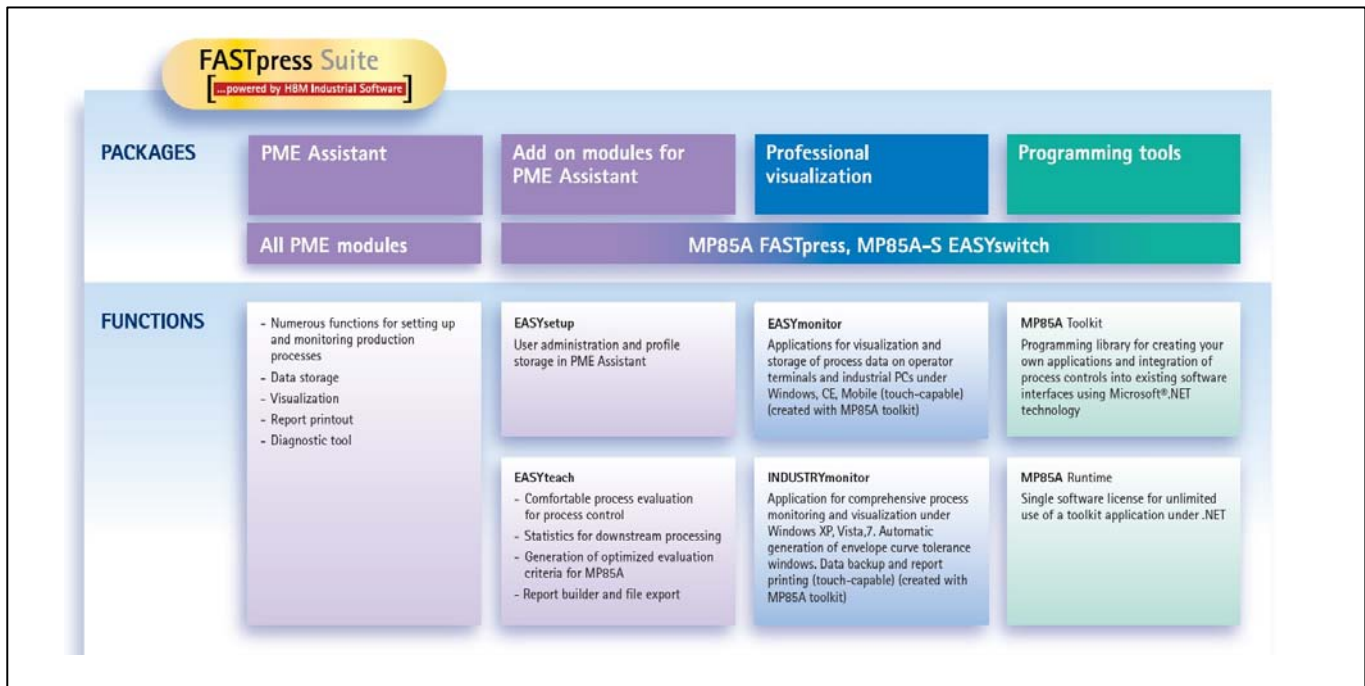 FASTpress Suite
[...powered by HBM Industrial Software]
PACKAGES
PME Assistant
Add on modules for
PME Assistant
Professional
visualization
Programming tools
All PME modules
MP85A FASTpress, MP85A-S EASYswitch
FUNCTIONS
- Numerous functions for setting up
and monitoring production
processes
- Data storage
- Visualization
- Report printout
- Diagnostic tool
EASYsetup
User administration and profile
storage in PME Assistant
EASYmonitor
Applications for visualization and
storage of process data on operator
terminals and industrial PCs under
Windows, CE, Mobile (touch-capable)
(created with MP85A toolkit)
MP85A Toolkit
Programming library for creating your
own applications and integration of
process controls into existing software
interfaces using Microsoft®.NET
technology
EASYteach
- Comfortable process evaluation
for process control
- Statistics for downstream processing
- Generation of optimized evaluation
criteria for MP85A
- Report builder and file export
INDUSTRYmonitor
Application for comprehensive process
monitoring and visualization under
Windows XP, Vista,7. Automatic
generation of envelope curve tolerance
windows. Data backup and report
printing (touch-capable) (created with
MP85A toolkit)
MP85A Runtime
Single software license for unlimited
use of a toolkit application under .NET